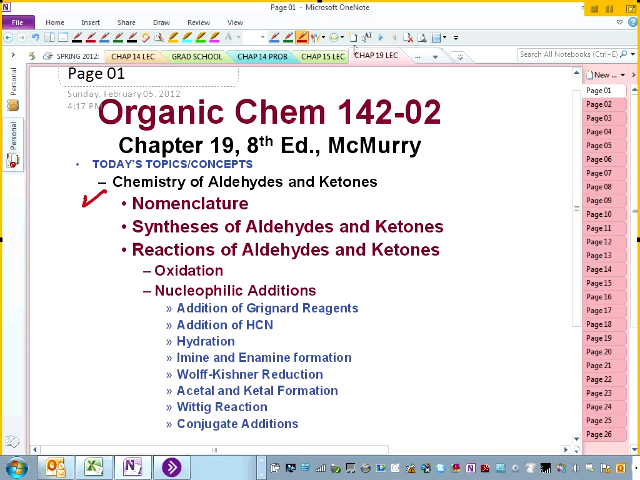 Page 01 - Microsoft OneNote
File Home Insert Draw Share Review View
SPRING 2012: CHAP 14 LEC GRAD SCHOOL CHAP 14 PROB CHAP 15 LEC CHAP 19 LEC ...
Search All Notebooks (Ctrl+E)
Personal
Personal
Page 01
Sunday, February 05, 2012
4:17 PM
Organic Chem 142-02
Chapter 19, 8th Ed., McMurry
• TODAY'S TOPICS/CONCEPTS
– Chemistry of Aldehydes and Ketones
• Nomenclature
• Syntheses of Aldehydes and Ketones
• Reactions of Aldehydes and Ketones
– Oxidation
– Nucleophilic Additions
» Addition of Grignard Reagents
» Addition of HCN
» Hydration
» Imine and Enamine formation
» Wolff-Kishner Reduction
» Acetal and Ketal Formation
» Wittig Reaction
» Conjugate Additions
New ...
Page 01
Page 02
Page 03
Page 04
Page 05
Page 06
Page 07
Page 08
Page 09
Page 10
Page 11
Page 12
Page 13
Page 14
Page 15
Page 16
Page 17
Page 18
Page 19
Page 20
Page 21
Page 22
Page 23
Page 24
Page 25
Page 26